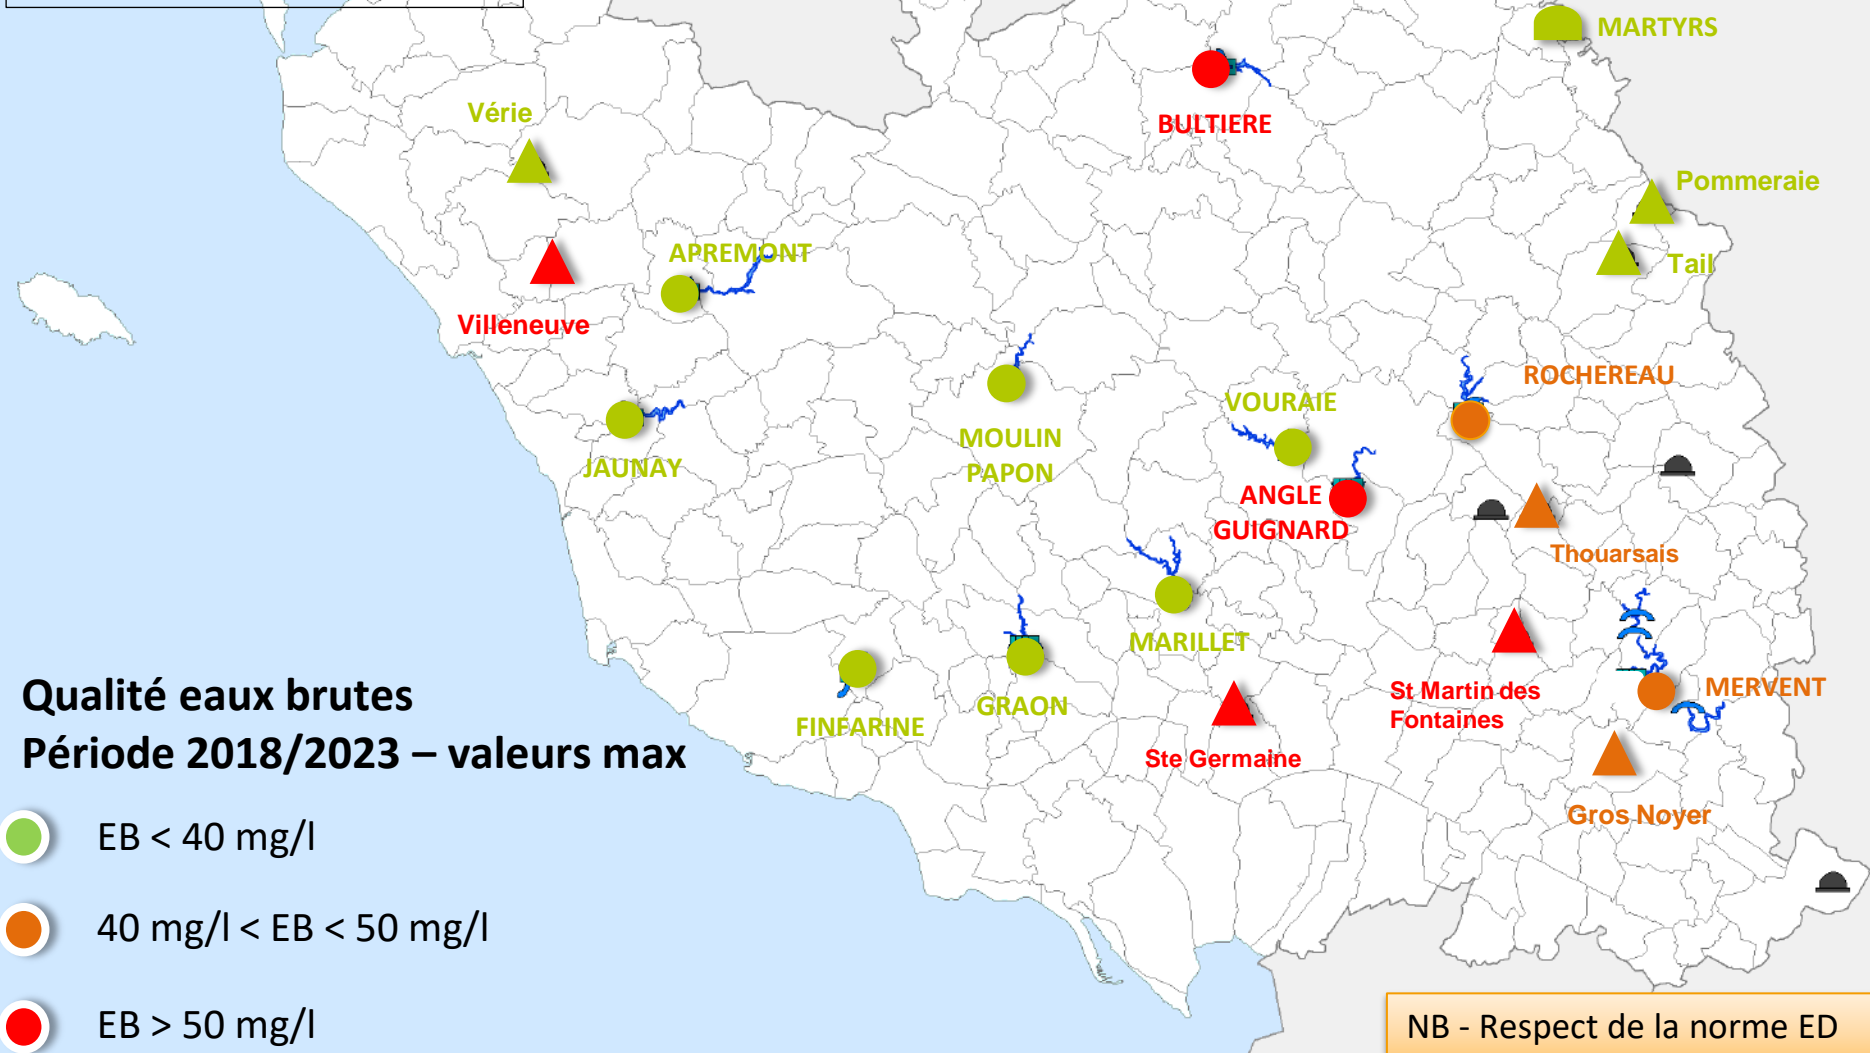 MARTYRS
BULTIERE
Vérie
Pommeraie
APREMONT
Tail
Villeneuve
ROCHEREAU
VOURAIE
MOULIN
PAPON
JAUNAY
ANGLE
GUIGNARD
Thouarsais
MARILLET
St Martin des
Fontaines
MERVENT
GRAON
FINFARINE
Ste Germaine
Gros Noyer
Qualité eaux brutes
Période 2018/2023 – valeurs max
EB < 40 mg/l
40 mg/l < EB < 50 mg/l
EB > 50 mg/l
NB - Respect de la norme ED